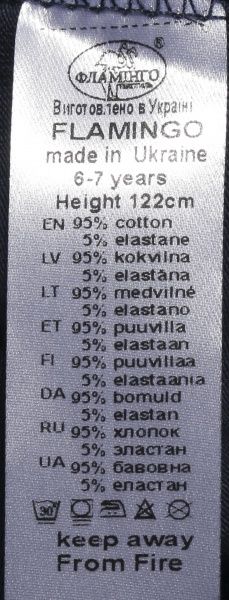 ФЛАМІНГО
текстиль
®
Виготовлено в Україні
FLAMINGO
made in Ukraine
6-7 years
Height 122cm
EN 95% cotton
5% elastane
LV 95% kokvilna
5% elastāna
LT 95% medvilnė
5% elastano
ET 95% puuvilla
5% elastaan
FI 95% puuvillaa
5% elastaania
DA 95% bomuld
5% elastan
RU 95% хлопок
5% эластан
UA 95% бавовна
5% еластан
30°
keep away
From Fire